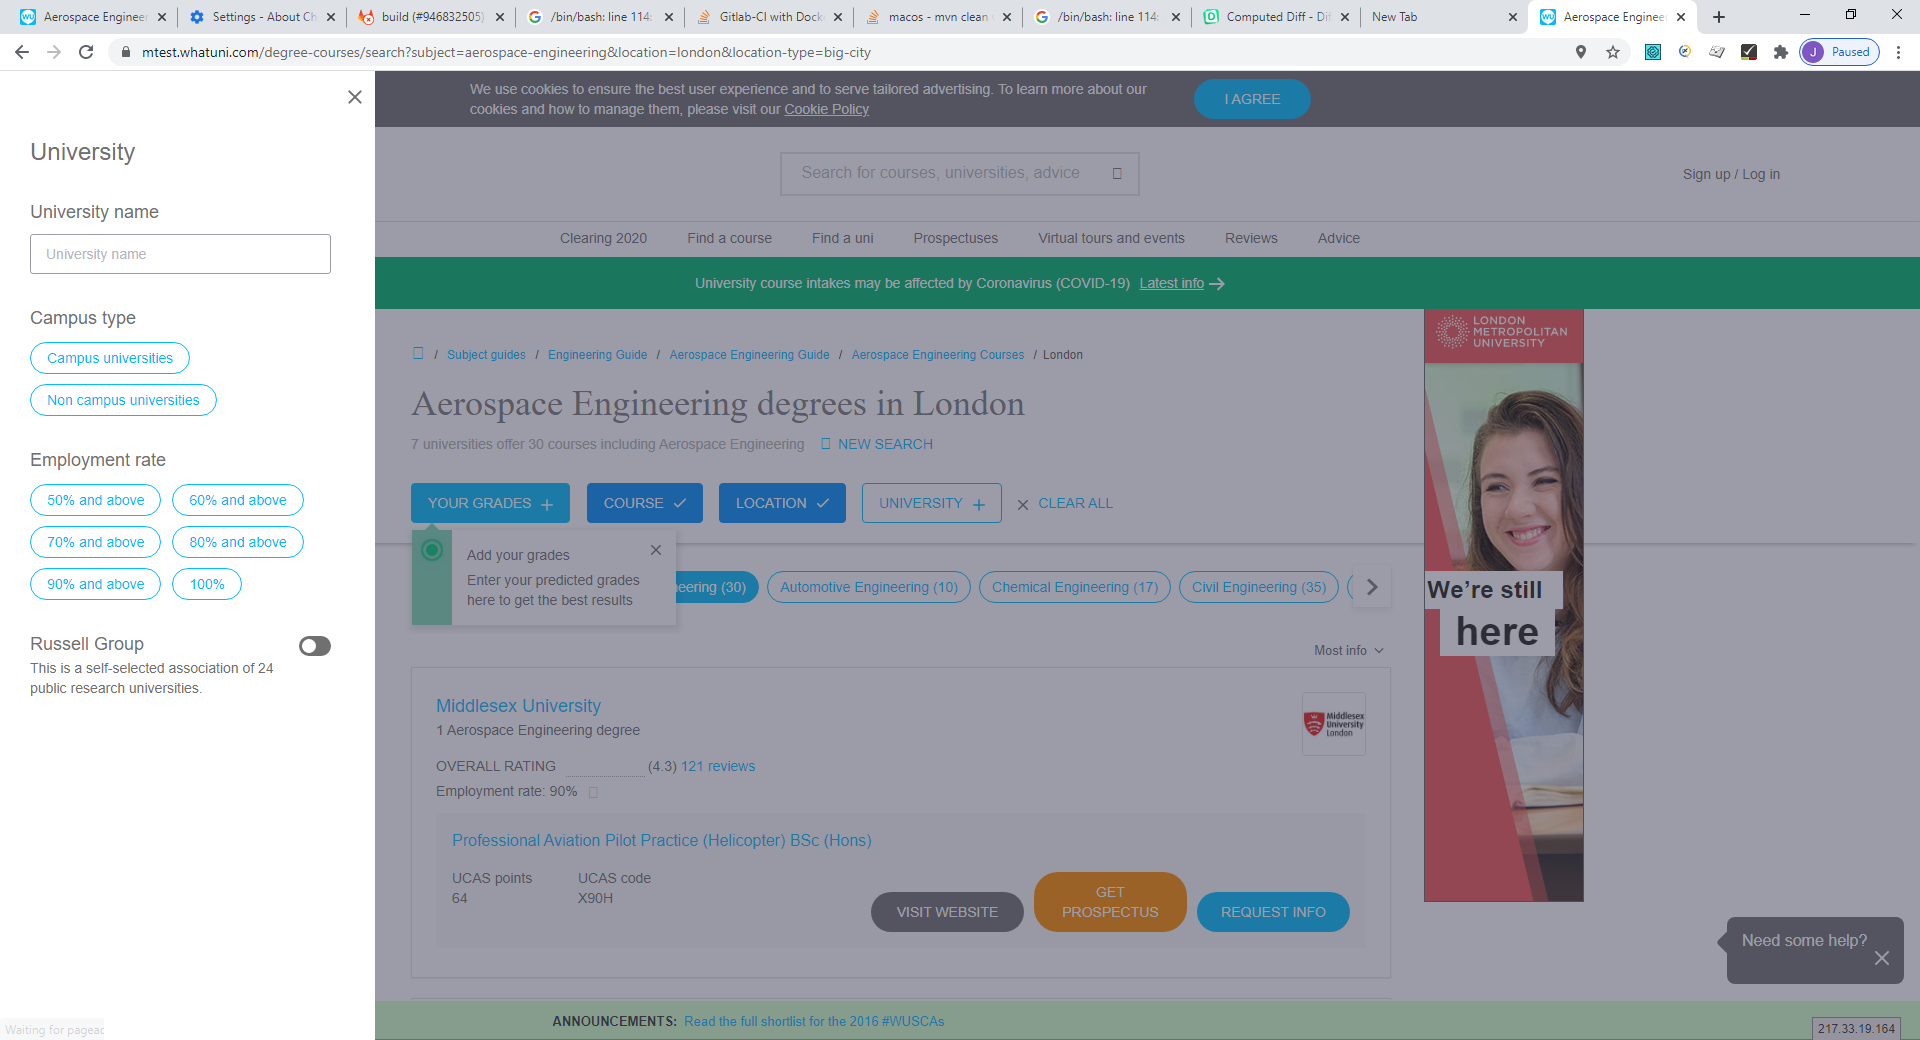 Aerospace Engineer
Settings - About Ch
build (#946832505)
/bin/bash: line 114:
Gitlab-CI with Dock
macos - mvn clean
/bin/bash: line 114:
Computed Diff - Dif
New Tab
Aerospace Engineer
mtest.whatuni.com/degree-courses/search?subject=aerospace-engineering&location=london&location-type=big-city
J Paused
University
University name
University name
Campus type
Campus universities
Non campus universities
Employment rate
50% and above
60% and above
70% and above
80% and above
90% and above
100%
Russell Group
This is a self-selected association of 24
public research universities.
Waiting for pagead
We use cookies to ensure the best user experience and to serve tailored advertising. To learn more about our
cookies and how to manage them, please visit our Cookie Policy
I AGREE
Search for courses, universities, advice
Sign up / Log in
Clearing 2020
Find a course
Find a uni
Prospectuses
Virtual tours and events
Reviews
Advice
University course intakes may be affected by Coronavirus (COVID-19) Latest info
/ Subject guides / Engineering Guide / Aerospace Engineering Guide / Aerospace Engineering Courses / London
Aerospace Engineering degrees in London
7 universities offer 30 courses including Aerospace Engineering
NEW SEARCH
YOUR GRADES
COURSE
LOCATION
UNIVERSITY
CLEAR ALL
Add your grades
Enter your predicted grades
here to get the best results
neering (30)
Automotive Engineering (10)
Chemical Engineering (17)
Civil Engineering (35)
Most info
Middlesex University
1 Aerospace Engineering degree
OVERALL RATING (4.3) 121 reviews
Employment rate: 90%
Middlesex
University
London
Professional Aviation Pilot Practice (Helicopter) BSc (Hons)
UCAS points
64
UCAS code
X90H
VISIT WEBSITE
GET
PROSPECTUS
REQUEST INFO
LONDON
METROPOLITAN
UNIVERSITY
We're still
here
Need some help?
ANNOUNCEMENTS: Read the full shortlist for the 2016 #WUSCAs
217.33.19.164